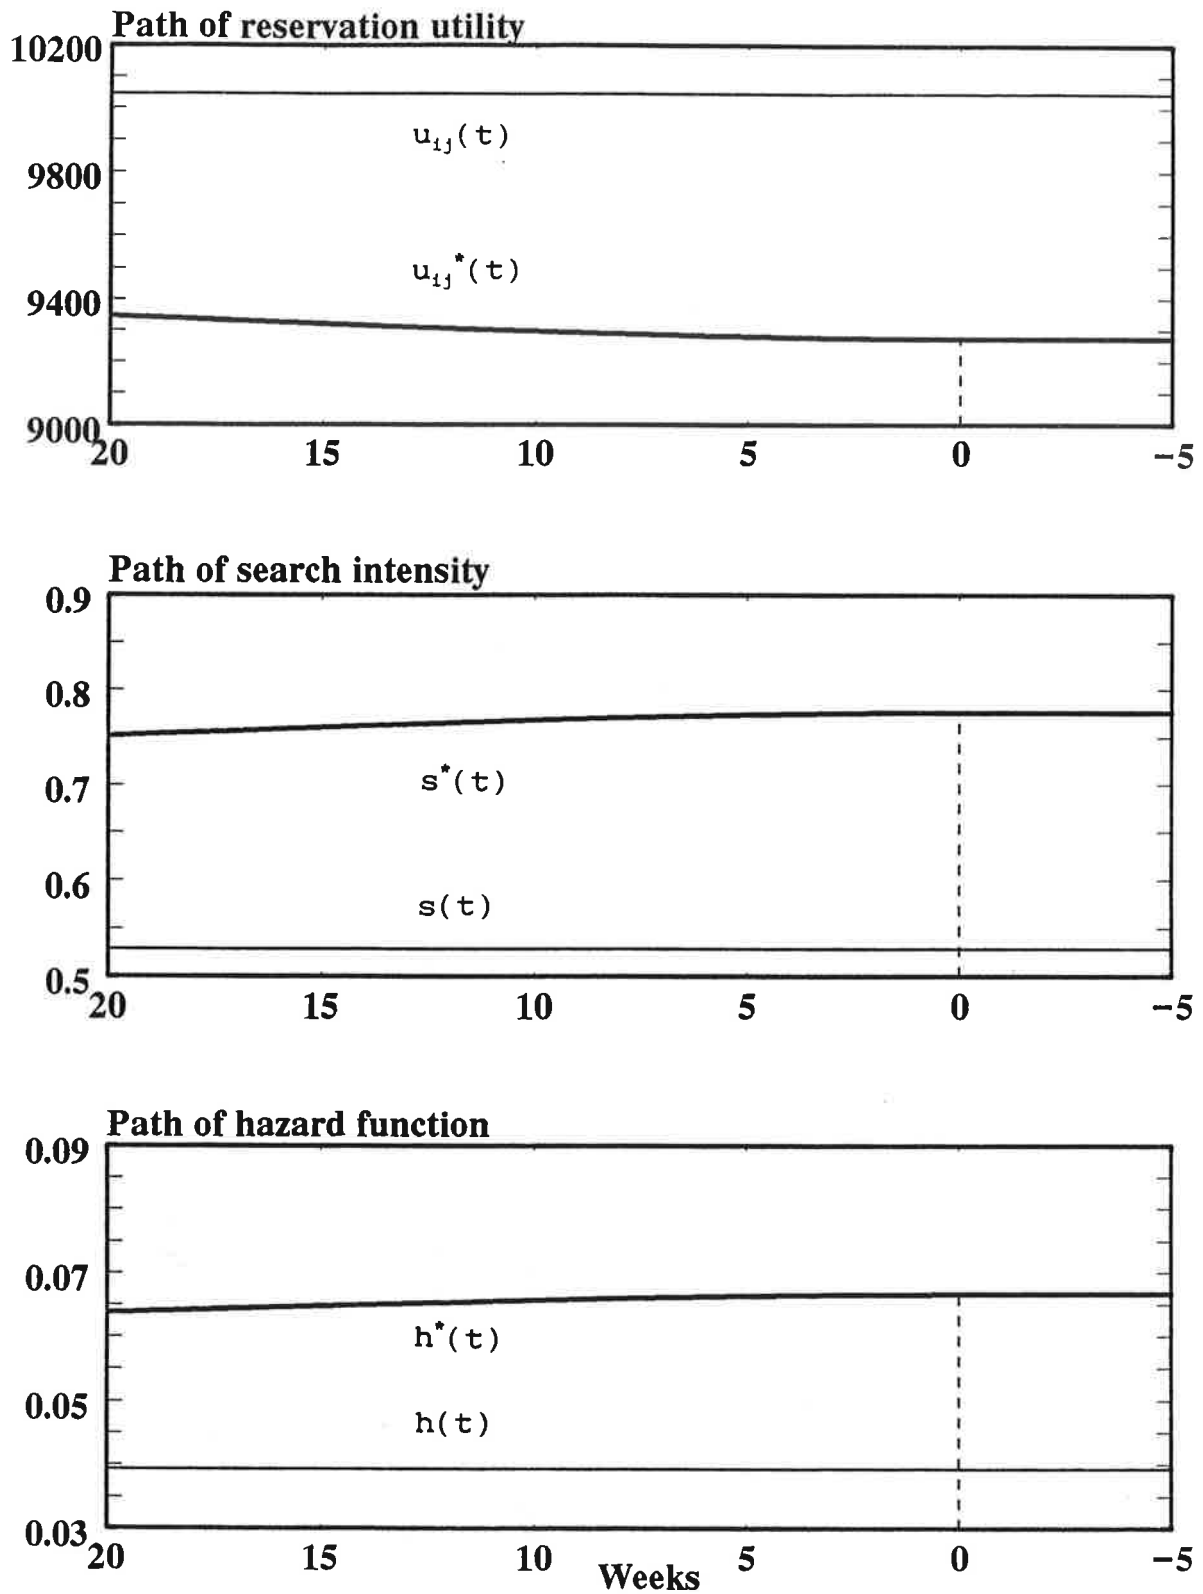 Path of reservation utility
10200
9800
9400
9000
u_ij(t)
u_ij*(t)
20 15 10 5 0 −5
Path of search intensity
0.9
0.8
0.7
0.6
0.5
s*(t)
s(t)
20 15 10 5 0 −5
Path of hazard function
0.09
0.07
0.05
0.03
h*(t)
h(t)
20 15 10 5 0 −5
Weeks